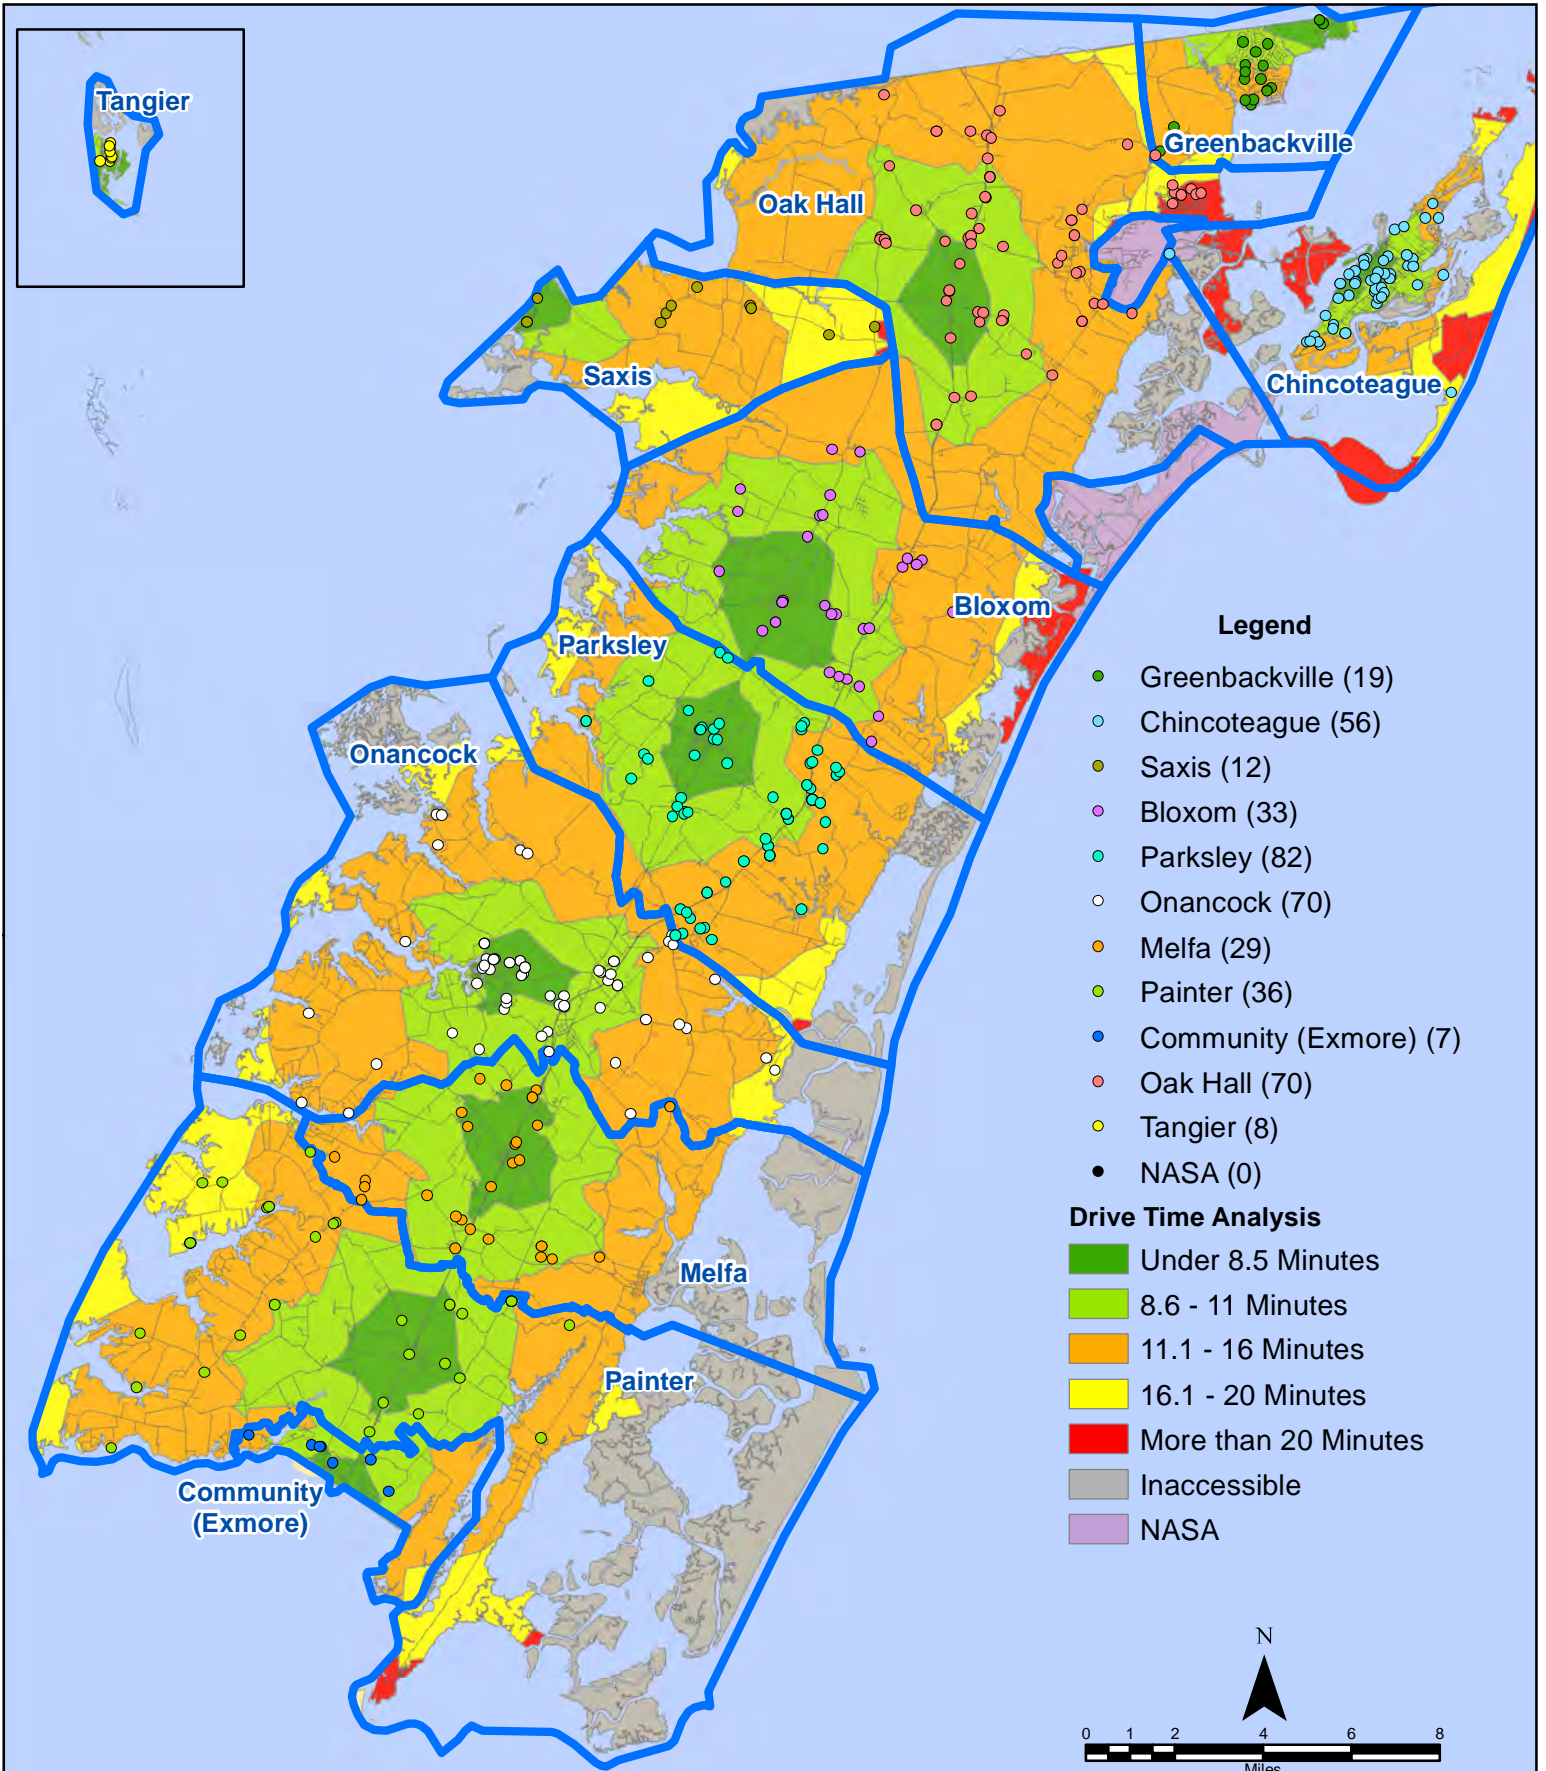 Tangier
Greenbackville
Oak Hall
Saxis
Chincoteague
Bloxom
Parksley
Onancock
Melfa
Painter
Community
(Exmore)
Legend
Greenbackville (19)
Chincoteague (56)
Saxis (12)
Bloxom (33)
Parksley (82)
Onancock (70)
Melfa (29)
Painter (36)
Community (Exmore) (7)
Oak Hall (70)
Tangier (8)
NASA (0)
Drive Time Analysis
Under 8.5 Minutes
8.6 - 11 Minutes
11.1 - 16 Minutes
16.1 - 20 Minutes
More than 20 Minutes
Inaccessible
NASA
N
0 1 2 4 6 8
Miles